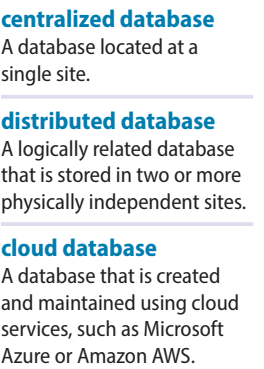 centralized database
A database located at a
single site.
distributed database
A logically related database
that is stored in two or more
physically independent sites.
cloud database
A database that is created
and maintained using cloud
services, such as Microsoft
Azure or Amazon AWS.